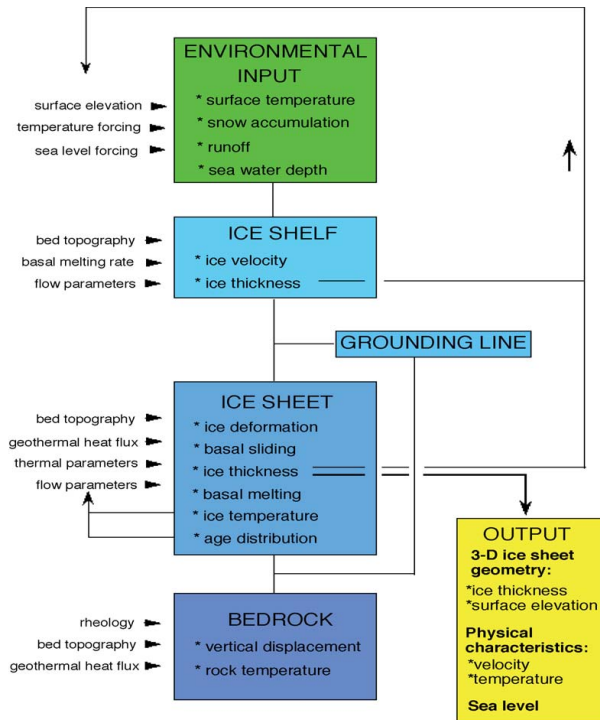 ENVIRONMENTAL
INPUT
surface elevation
* surface temperature
temperature forcing
* snow accumulation
sea level forcing
* runoff
* sea water depth
ICE SHELF
bed topography
basal melting rate
* ice velocity
flow parameters
* ice thickness
GROUNDING LINE
ICE SHEET
bed topography
* ice deformation
geothermal heat flux
* basal sliding
thermal parameters
* ice thickness
flow parameters
* basal melting
* ice temperature
* age distribution
OUTPUT
3-D ice sheet
geometry:
*ice thickness
*surface elevation
Physical
characteristics:
*velocity
*temperature
Sea level
BEDROCK
rheology
bed topography
* vertical displacement
geothermal heat flux
* rock temperature